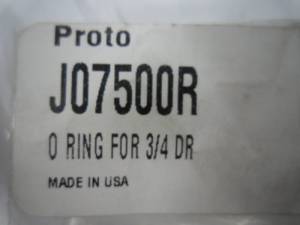 Proto
J07500R
O RING FOR 3/4 DR
MADE IN USA